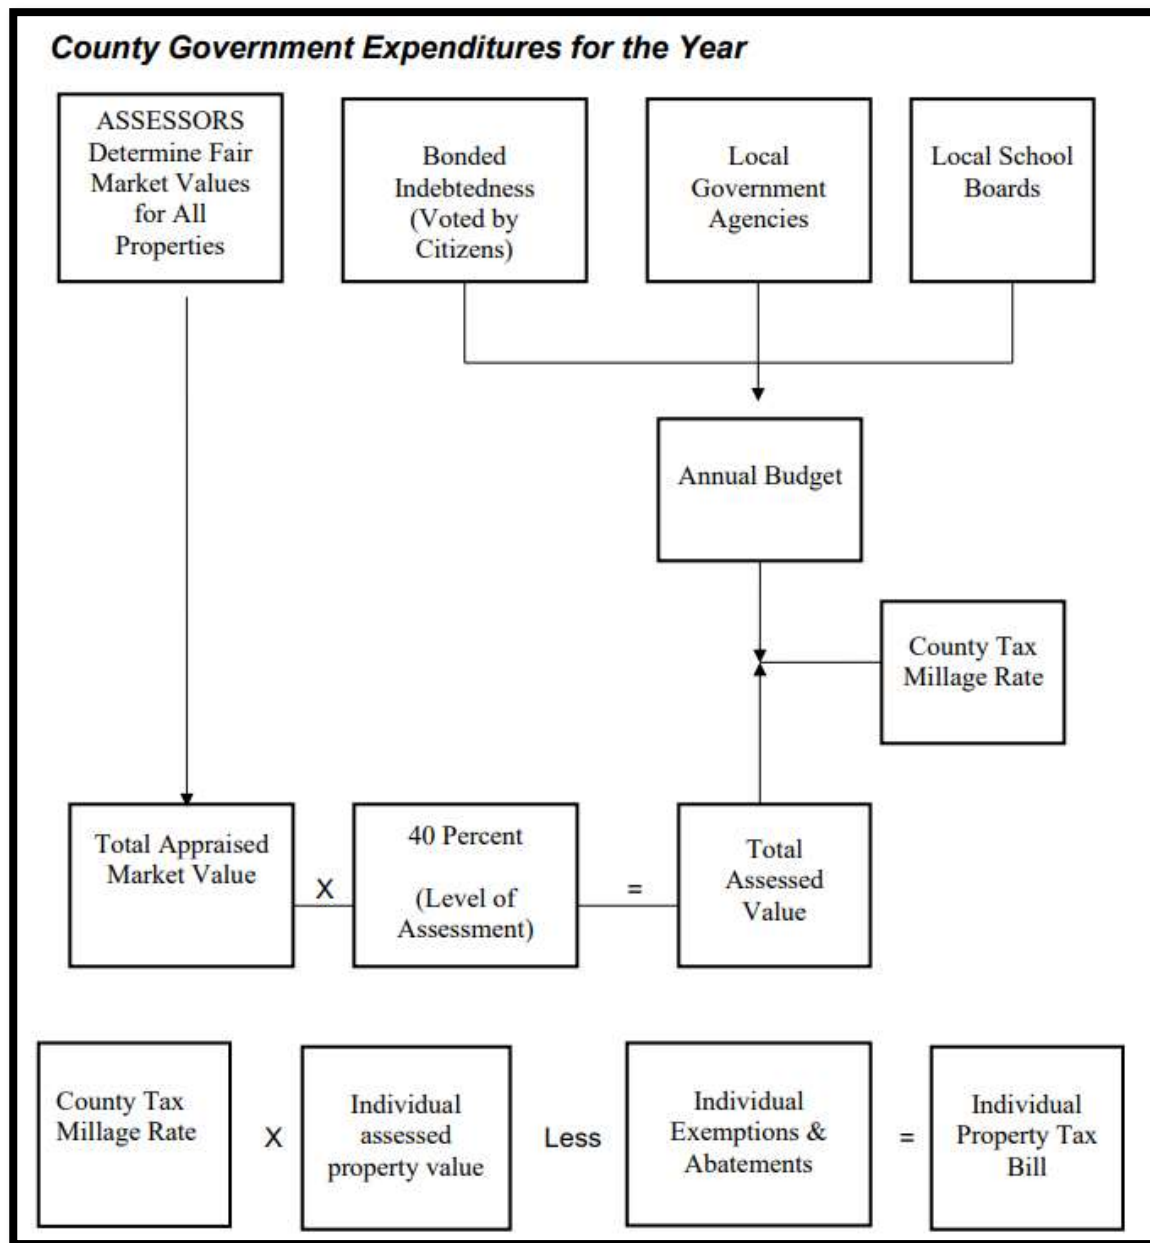 County Government Expenditures for the Year
ASSESSORS
Determine Fair
Market Values
for All
Properties
Bonded
Indebtedness
(Voted by
Citizens)
Local
Government
Agencies
Local School
Boards
Annual Budget
County Tax
Millage Rate
Total Appraised
Market Value
X
40 Percent
(Level of
Assessment)
=
Total
Assessed
Value
County Tax
Millage Rate
X
Individual
assessed
property value
Less
Individual
Exemptions &
Abatements
=
Individual
Property Tax
Bill